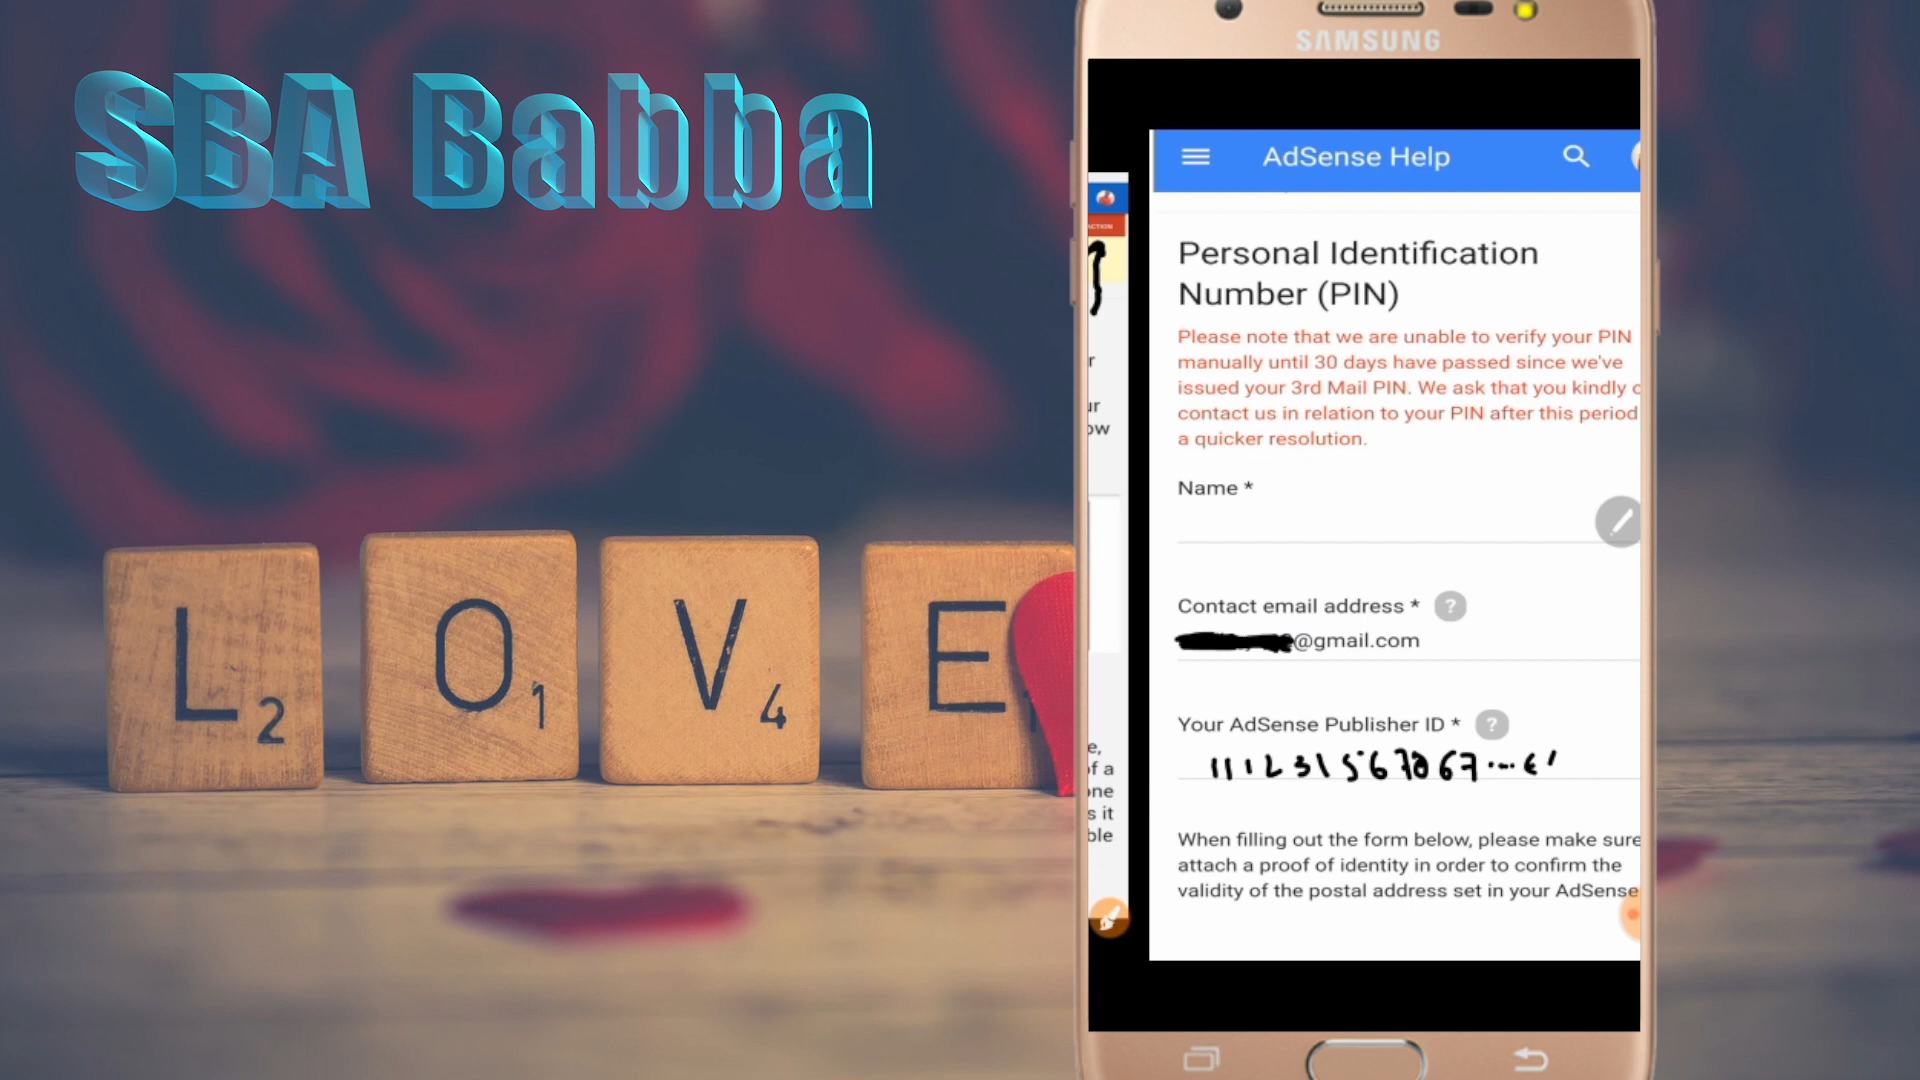 SBA Babba
L2 O1 V4 E
SAMSUNG
AdSense Help
Personal Identification
Number (PIN)
Please note that we are unable to verify your PIN
manually until 30 days have passed since we've
issued your 3rd Mail PIN. We ask that you kindly
contact us in relation to your PIN after this period
a quicker resolution.
Name *
Contact email address * ?
@gmail.com
Your AdSense Publisher ID * ?
When filling out the form below, please make sure
attach a proof of identity in order to confirm the
validity of the postal address set in your AdSense